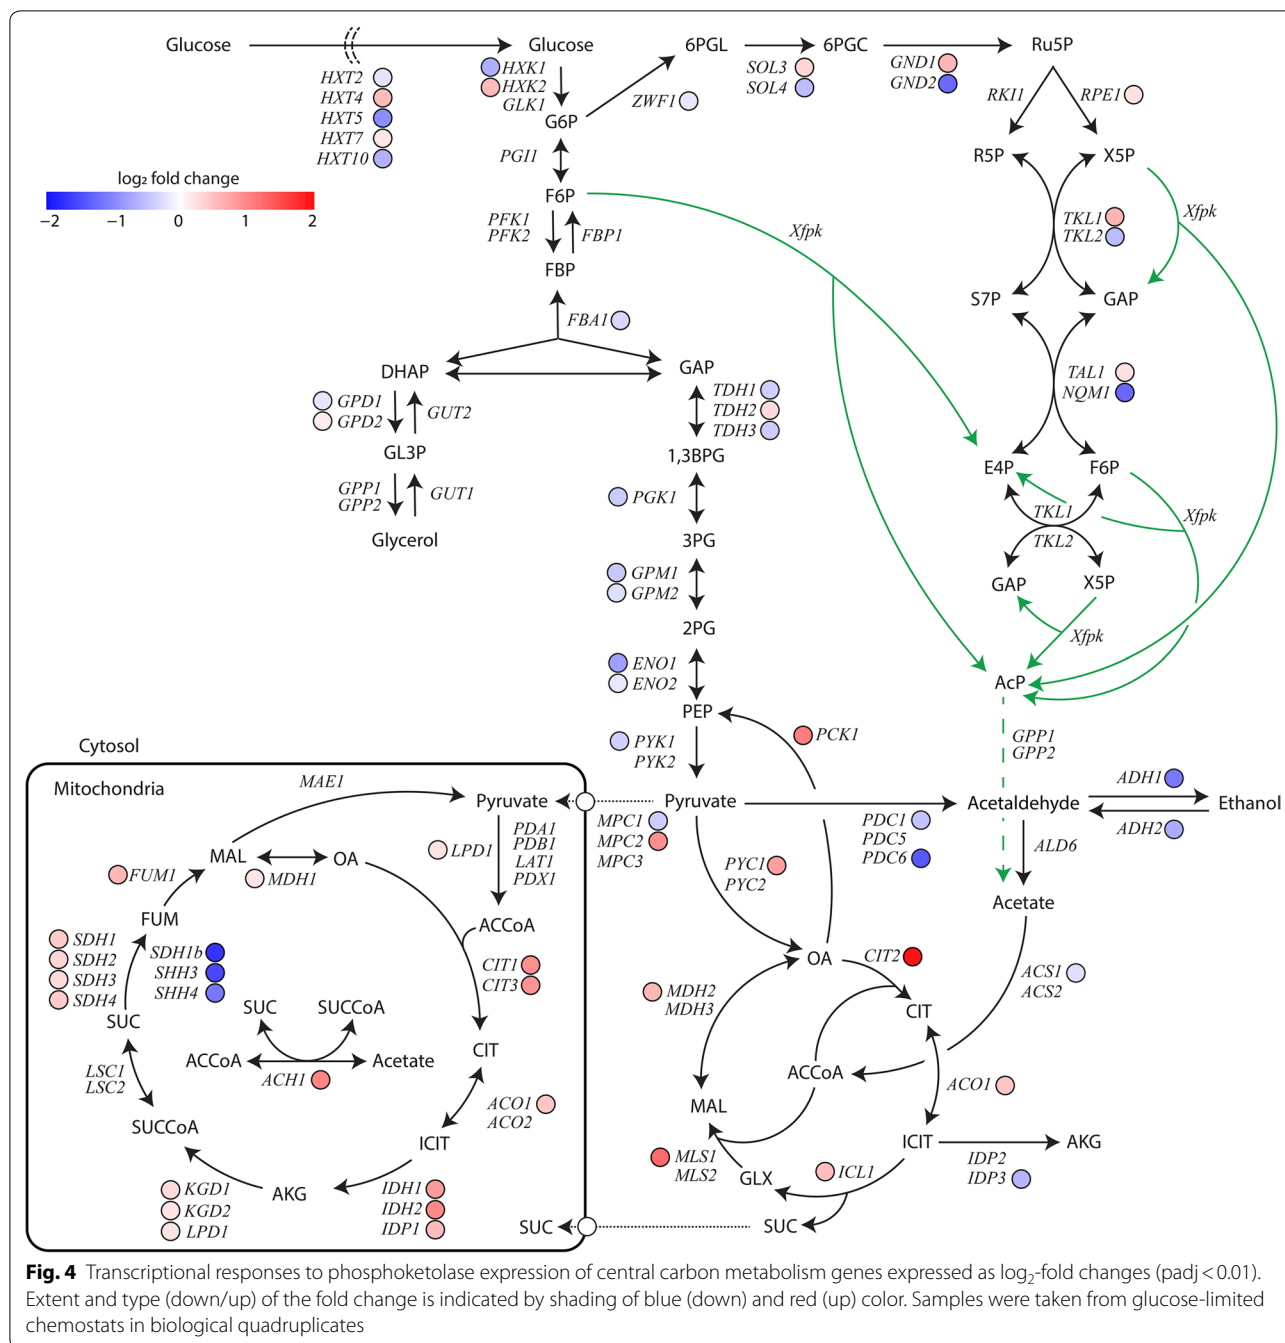 Glucose
Glucose
6PGL
6PGC
Ru5P
HXT2
HXT4
HXT5
HXT7
HXT10
HXK1
HXK2
GLK1
ZWF1
SOL3
SOL4
GND1
GND2
RKI1
RPE1
G6P
PGI1
R5P
X5P
log₂ fold change
−2
−1
0
1
2
F6P
PFK1
PFK2
FBP1
Xfpk
Xfpk
TKL1
TKL2
FBP
S7P
GAP
FBA1
DHAP
GAP
GPD1
GPD2
GUT2
TDH1
TDH2
TDH3
TAL1
NQM1
GL3P
1,3BPG
E4P
F6P
GPP1
GPP2
GUT1
PGK1
TKL1
TKL2
Xfpk
Glycerol
3PG
GPM1
GPM2
GAP
X5P
2PG
Xfpk
ENO1
ENO2
AcP
PEP
PYK1
PYK2
PCK1
GPP1
GPP2
Cytosol
Mitochondria
MAE1
Pyruvate
Pyruvate
Acetaldehyde
Ethanol
ADH1
ADH2
MPC1
MPC2
MPC3
PDC1
PDC5
PDC6
ALD6
LPD1
PDA1
PDB1
LAT1
PDX1
MAL
OA
FUM1
MDH1
PYC1
PYC2
Acetate
FUM
ACCoA
SDH1
SDH2
SDH3
SDH4
SDH1b
SHH3
SHH4
CIT1
CIT3
OA
CIT2
ACS1
ACS2
MDH2
MDH3
SUC
SUC
SUCCoA
CIT
ACCoA
Acetate
ACH1
CIT
LSC1
LSC2
ACCoA
ACO1
ACO1
ACO2
MAL
SUCCoA
ICIT
ICIT
AKG
MLS1
MLS2
GLX
ICL1
IDP2
IDP3
KGD1
KGD2
LPD1
AKG
IDH1
IDH2
IDP1
SUC
SUC
Fig. 4 Transcriptional responses to phosphoketolase expression of central carbon metabolism genes expressed as log₂-fold changes (padj < 0.01).
Extent and type (down/up) of the fold change is indicated by shading of blue (down) and red (up) color. Samples were taken from glucose-limited
chemostats in biological quadruplicates